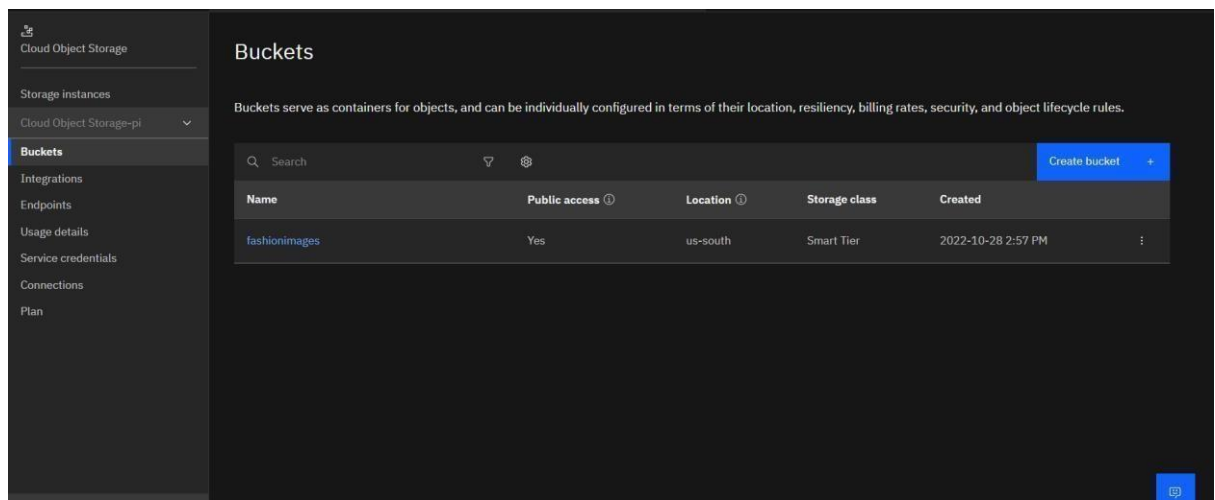 Cloud Object Storage
Storage instances
Cloud Object Storage-pi
Buckets
Integrations
Endpoints
Usage details
Service credentials
Connections
Plan
Buckets
Buckets serve as containers for objects, and can be individually configured in terms of their location, resiliency, billing rates, security, and object lifecycle rules.
Search Create bucket +
Name Public access Location Storage class Created
fashionimages Yes us-south Smart Tier 2022-10-28 2:57 PM